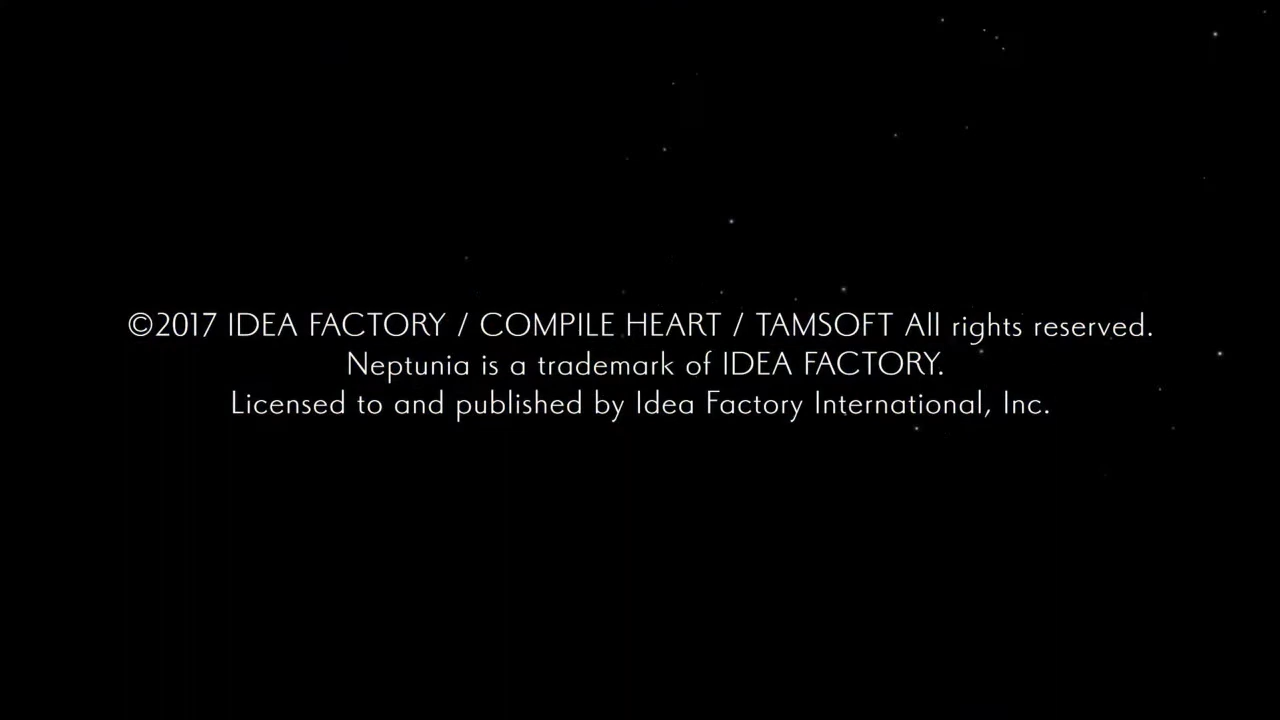 ©2017 IDEA FACTORY / COMPILE HEART / TAMSOFT All rights reserved.
Neptunia is a trademark of IDEA FACTORY.
Licensed to and published by Idea Factory International, Inc.